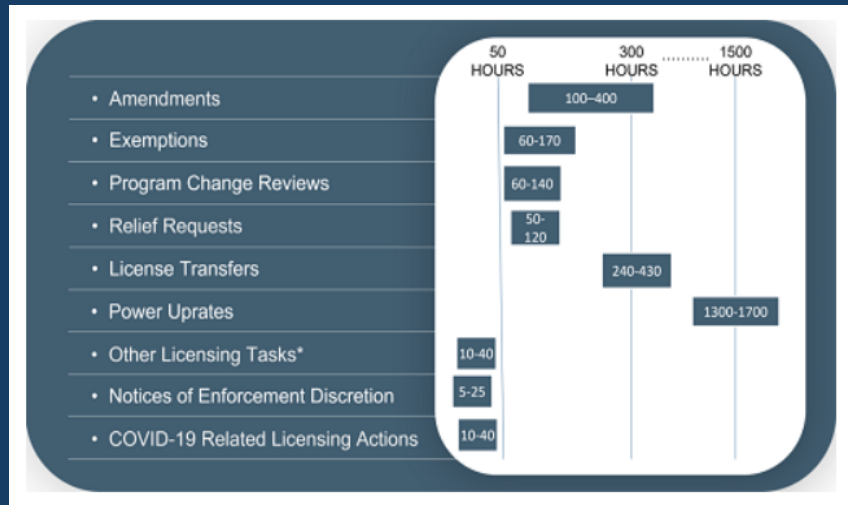 50 300 .......... 1500
HOURS HOURS HOURS
• Amendments 100–400
• Exemptions 60-170
• Program Change Reviews 60-140
• Relief Requests 50-
120
• License Transfers 240-430
• Power Uprates 1300-1700
• Other Licensing Tasks* 10-40
• Notices of Enforcement Discretion 5-25
• COVID-19 Related Licensing Actions 10-40